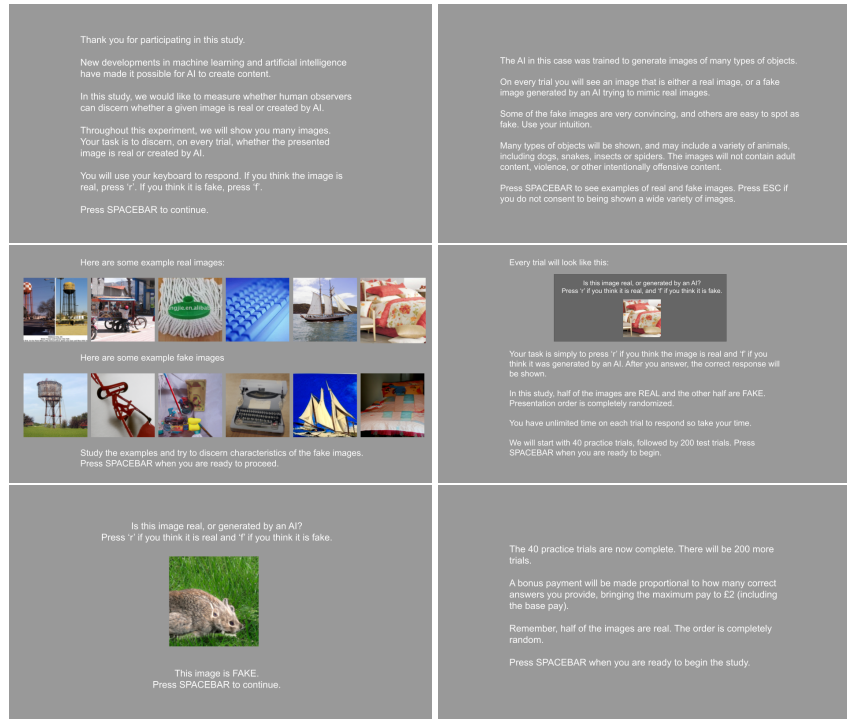 Thank you for participating in this study.
New developments in machine learning and artificial intelligence
have made it possible for AI to create content.
In this study, we would like to measure whether human observers
can discern whether a given image is real or created by AI.
Throughout this experiment, we will show you many images.
Your task is to discern, on every trial, whether the presented
image is real or created by AI.
You will use your keyboard to respond. If you think the image is
real, press ‘r’. If you think it is fake, press ‘f’.
Press SPACEBAR to continue.
The AI in this case was trained to generate images of many types of objects.
On every trial you will see an image that is either a real image, or a fake
image generated by an AI trying to mimic real images.
Some of the fake images are very convincing, and others are easy to spot as
fake. Use your intuition.
Many types of objects will be shown, and may include a variety of animals,
including dogs, snakes, insects or spiders. The images will not contain adult
content, violence, or other intentionally offensive content.
Press SPACEBAR to see examples of real and fake images. Press ESC if
you do not consent to being shown a wide variety of images.
Here are some example real images:
Here are some example fake images
Study the examples and try to discern characteristics of the fake images.
Press SPACEBAR when you are ready to proceed.
Every trial will look like this:
Is this image real, or generated by an AI?
Press ‘r’ if you think it is real, and ‘f’ if you think it is fake.
Your task is simply to press ‘r’ if you think the image is real and ‘f’ if you
think it was generated by an AI. After you answer, the correct response will
be shown.
In this study, half of the images are REAL and the other half are FAKE.
Presentation order is completely randomized.
You have unlimited time on each trial to respond so take your time.
We will start with 40 practice trials, followed by 200 test trials. Press
SPACEBAR when you are ready to begin.
Is this image real, or generated by an AI?
Press ‘r’ if you think it is real and ‘f’ if you think it is fake.
This image is FAKE.
Press SPACEBAR to continue.
The 40 practice trials are now complete. There will be 200 more
trials.
A bonus payment will be made proportional to how many correct
answers you provide, bringing the maximum pay to £2 (including
the base pay).
Remember, half of the images are real. The order is completely
random.
Press SPACEBAR when you are ready to begin the study.